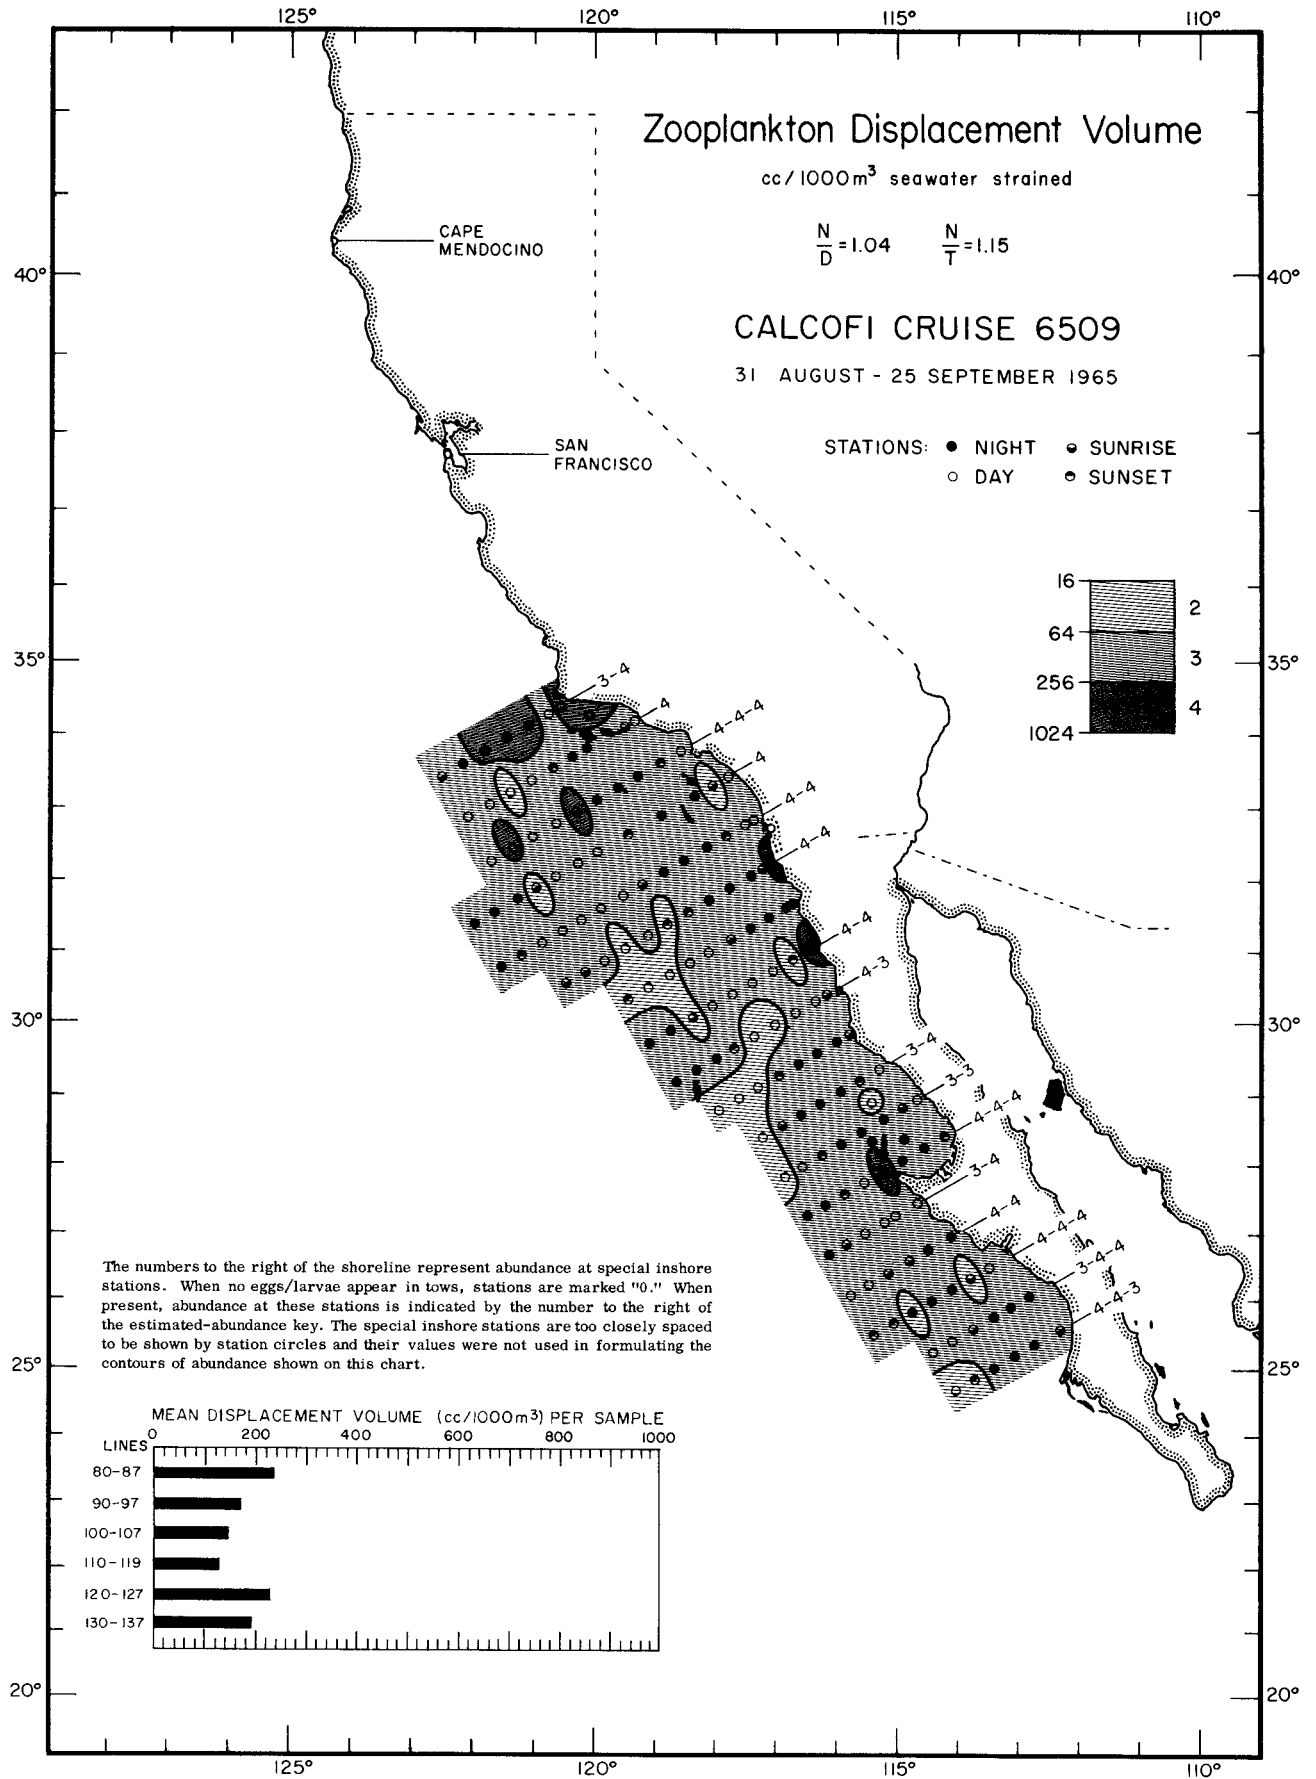 125° 120° 115° 110°
Zooplankton Displacement Volume
cc/1000m³ seawater strained
N/D =1.04 N/T =1.15
CAPE
MENDOCINO
40° 40°
CALCOFI CRUISE 6509
31 AUGUST - 25 SEPTEMBER 1965
STATIONS: ● NIGHT ◒ SUNRISE
○ DAY ◓ SUNSET
SAN
FRANCISCO
16
2
64
3
256
4
1024
35° 35°
3-4
4
4-4-4
4
4-4
4-4
4-4
4-3
30° 30°
3-4
3-3
4-4-4
3-4
4-4
4-4-4
3-4-4
4-4-3
The numbers to the right of the shoreline represent abundance at special inshore
stations. When no eggs/larvae appear in tows, stations are marked "0." When
present, abundance at these stations is indicated by the number to the right of
the estimated-abundance key. The special inshore stations are too closely spaced
to be shown by station circles and their values were not used in formulating the
contours of abundance shown on this chart.
25° 25°
MEAN DISPLACEMENT VOLUME (cc/1000m³) PER SAMPLE
LINES 0 200 400 600 800 1000
80-87
90-97
100-107
110-119
120-127
130-137
20° 20°
125° 120° 115° 110°